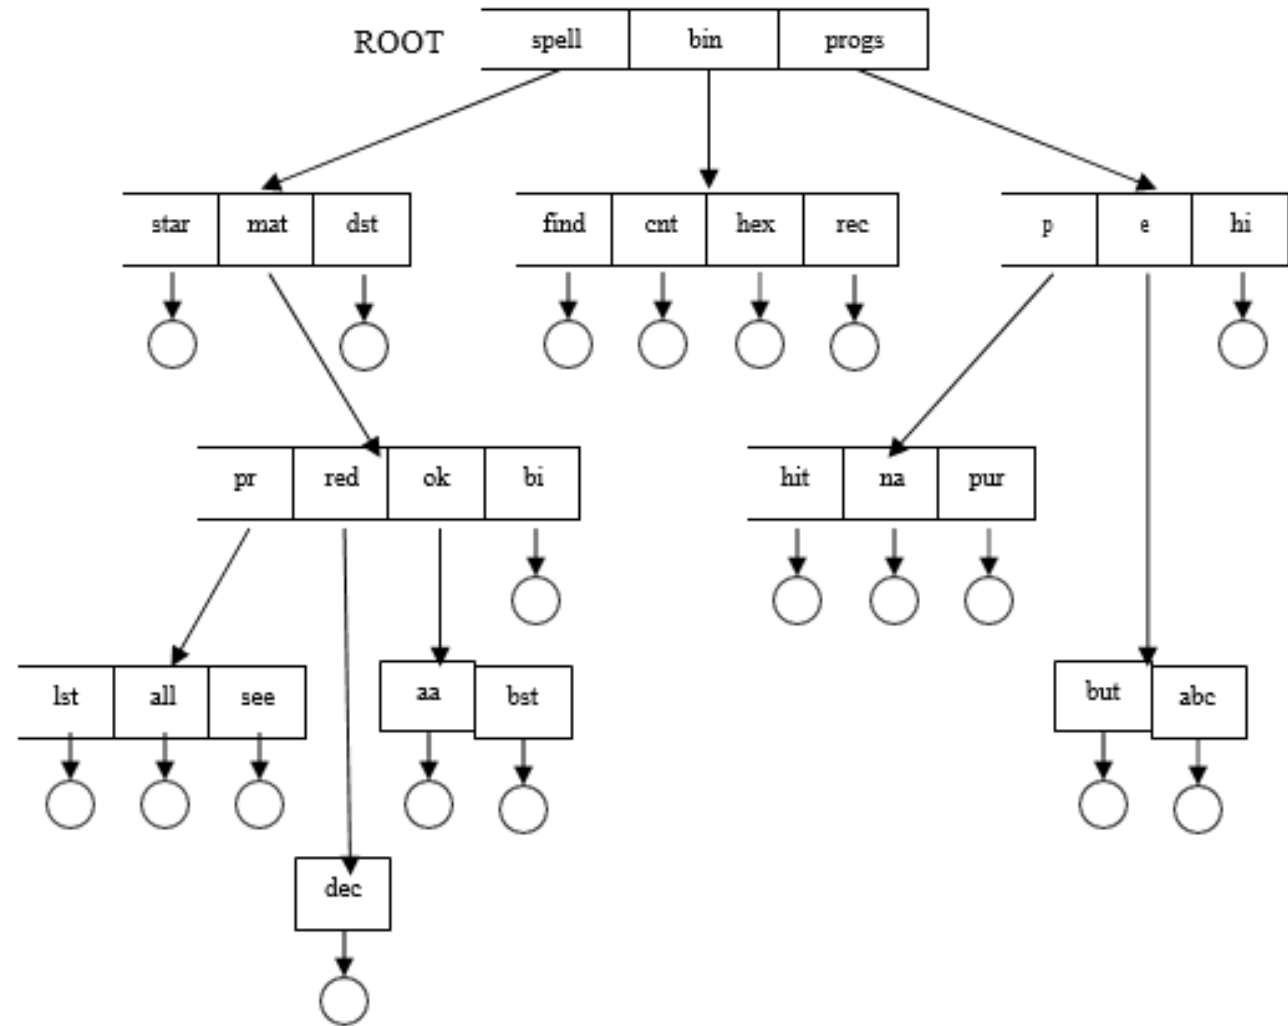 ROOT spell bin progs
star mat dst find cnt hex rec p e hi
pr red ok bi hit na pur
lst all see aa bst but abc
dec